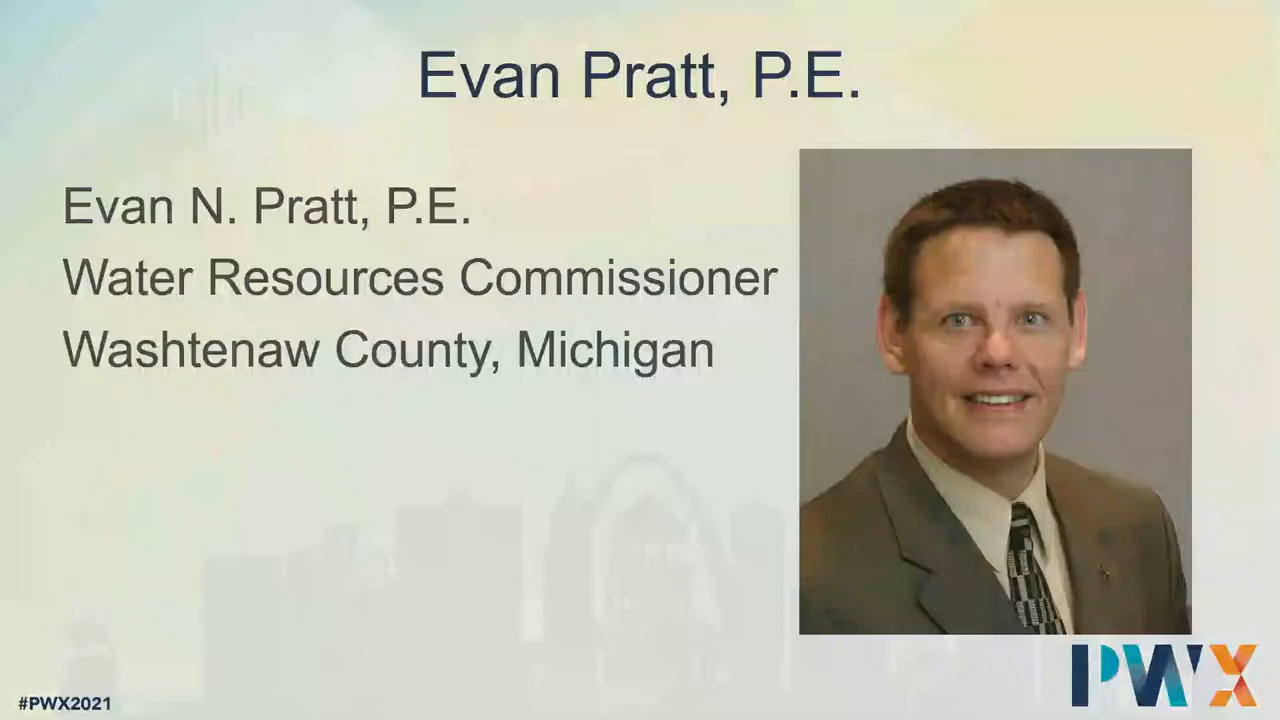 Evan Pratt, P.E.
Evan N. Pratt, P.E.
Water Resources Commissioner
Washtenaw County, Michigan
#PWX2021
PWX